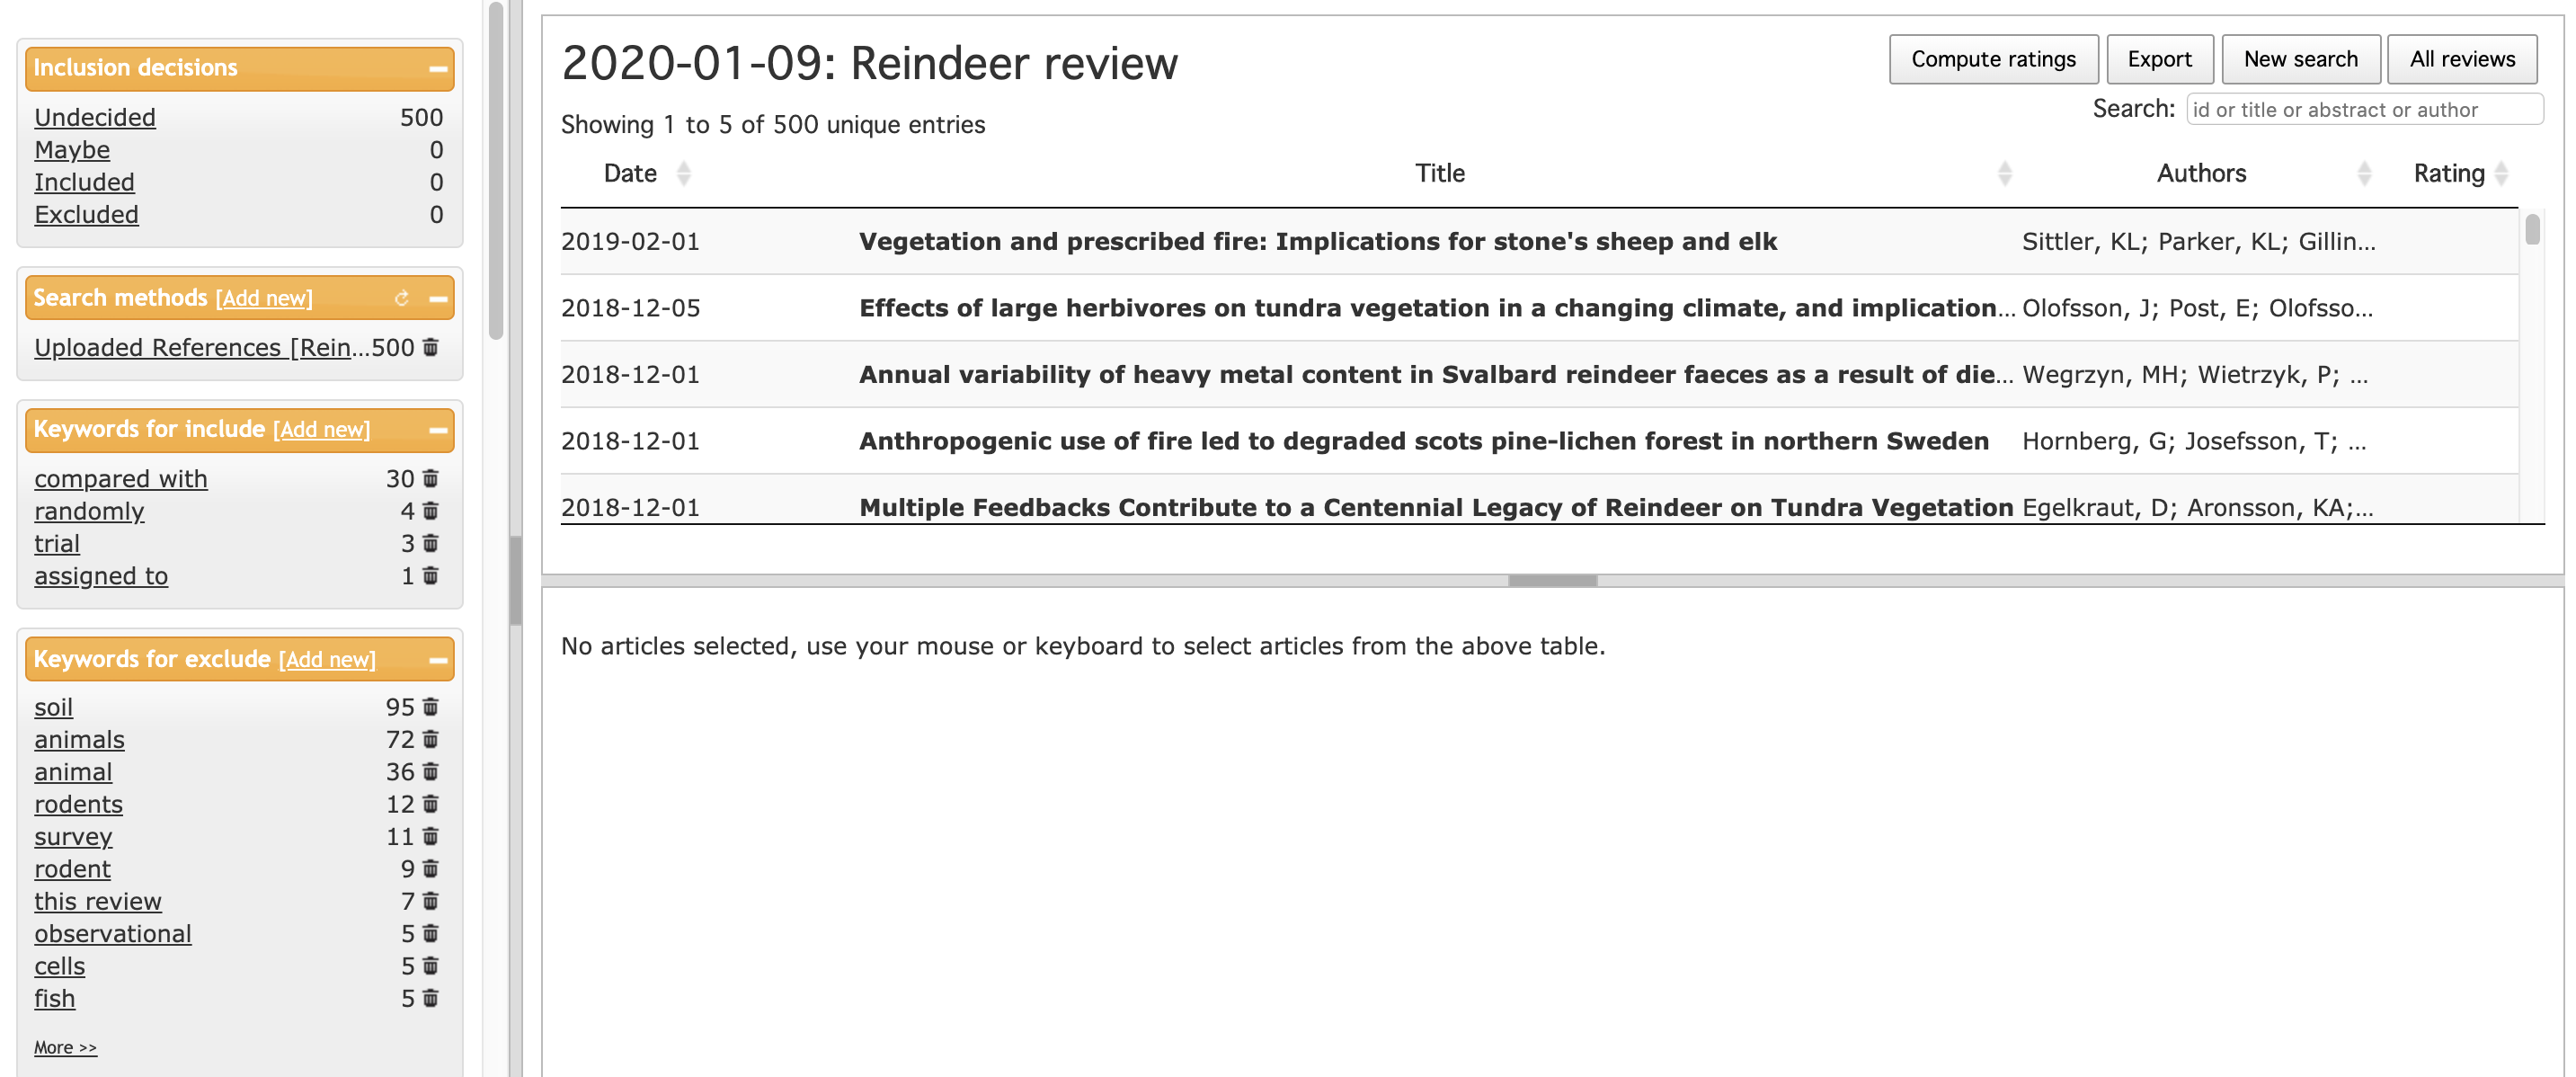 Inclusion decisions
Undecided 500
Maybe 0
Included 0
Excluded 0
Search methods [Add new]
Uploaded References [Rein...500
Keywords for include [Add new]
compared with 30
randomly 4
trial 3
assigned to 1
Keywords for exclude [Add new]
soil 95
animals 72
animal 36
rodents 12
survey 11
rodent 9
this review 7
observational 5
cells 5
fish 5
More >>
2020-01-09: Reindeer review
Compute ratings Export New search All reviews
Showing 1 to 5 of 500 unique entries
Search: id or title or abstract or author
Date Title Authors Rating
2019-02-01 Vegetation and prescribed fire: Implications for stone's sheep and elk Sittler, KL; Parker, KL; Gillin...
2018-12-05 Effects of large herbivores on tundra vegetation in a changing climate, and implication... Olofsson, J; Post, E; Olofsso...
2018-12-01 Annual variability of heavy metal content in Svalbard reindeer faeces as a result of die... Wegrzyn, MH; Wietrzyk, P; ...
2018-12-01 Anthropogenic use of fire led to degraded scots pine-lichen forest in northern Sweden Hornberg, G; Josefsson, T; ...
2018-12-01 Multiple Feedbacks Contribute to a Centennial Legacy of Reindeer on Tundra Vegetation Egelkraut, D; Aronsson, KA;...
No articles selected, use your mouse or keyboard to select articles from the above table.